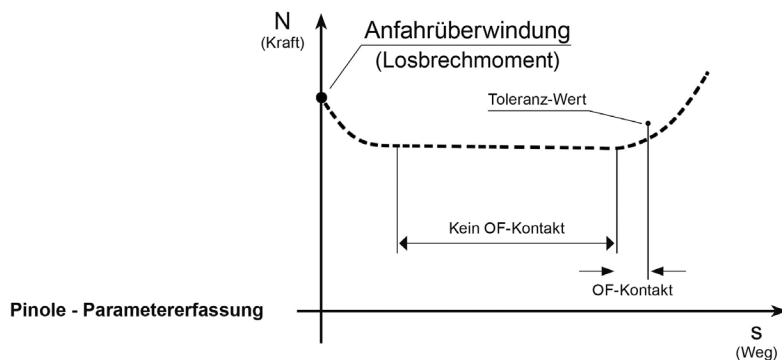 N
(Kraft)
Anfahrüberwindung
(Losbrechmoment)
Toleranz-Wert
Kein OF-Kontakt
OF-Kontakt
Pinole - Parametererfassung
s
(Weg)